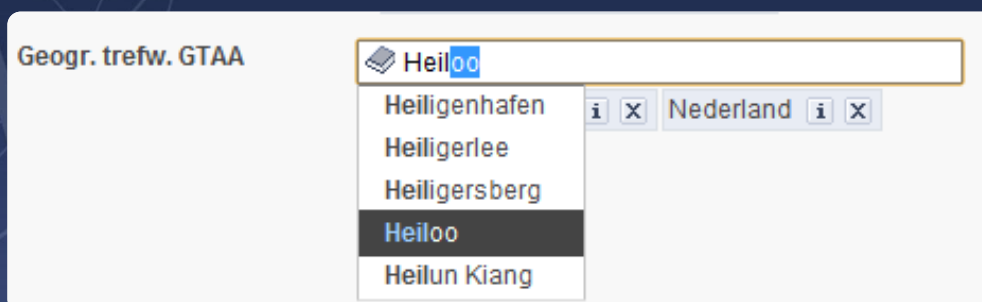 Geogr. trefw. GTAA
Heiloo
Heiligenhafen
i X Nederland i X
Heiligerlee
Heiligersberg
Heiloo
Heilun Kiang